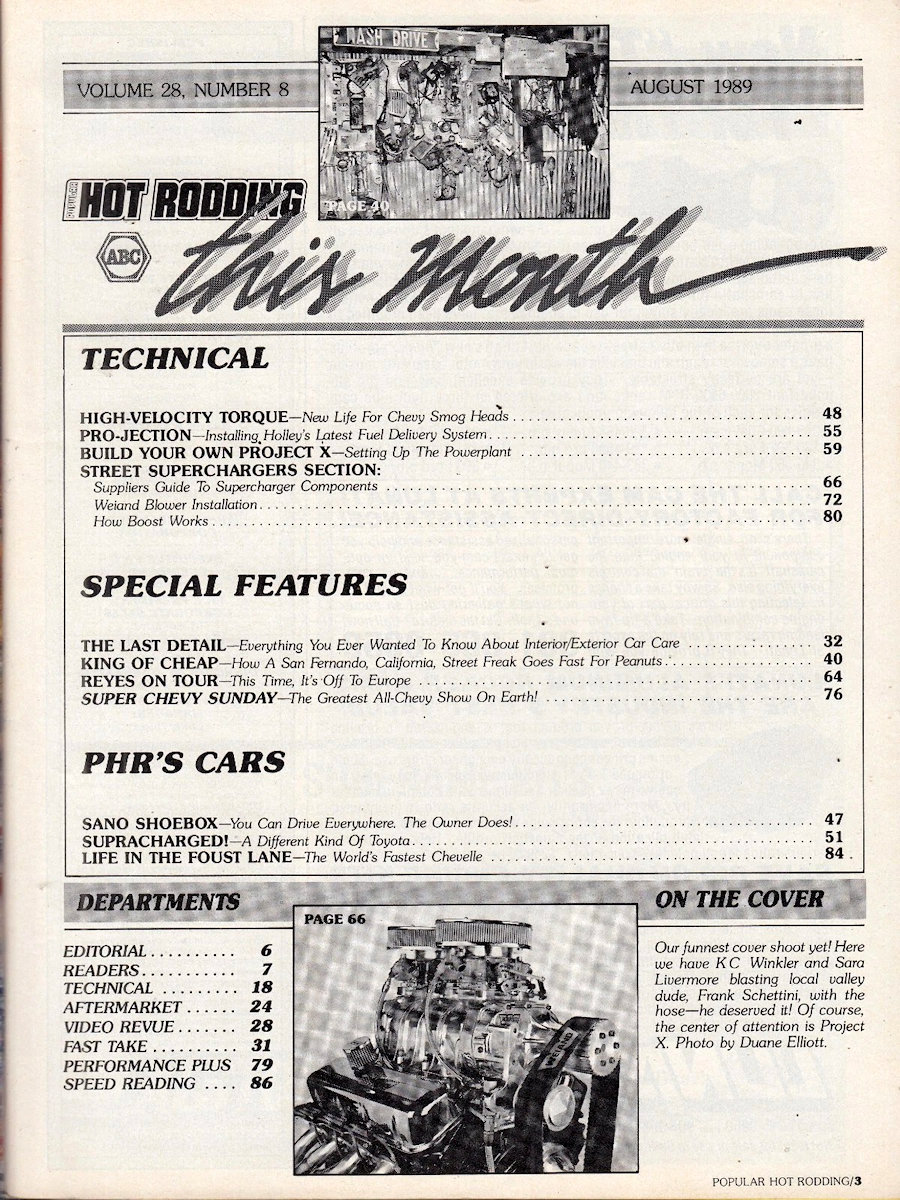 WASH DRIVE
VOLUME 28, NUMBER 8
AUGUST 1989
PAGE 40
POPULAR
HOT RODDING
ABC
this Month
TECHNICAL
HIGH-VELOCITY TORQUE—New Life For Chevy Smog Heads . . . . . . . . . . 48
PRO-JECTION—Installing Holley's Latest Fuel Delivery System . . . . . . . . . . 55
BUILD YOUR OWN PROJECT X—Setting Up The Powerplant . . . . . . . . . . 59
STREET SUPERCHARGERS SECTION:
Suppliers Guide To Supercharger Components . . . . . . . . . . 66
Weiand Blower Installation . . . . . . . . . . 72
How Boost Works . . . . . . . . . . 80
SPECIAL FEATURES
THE LAST DETAIL—Everything You Ever Wanted To Know About Interior/Exterior Car Care . . . . . . . . . . 32
KING OF CHEAP—How A San Fernando, California, Street Freak Goes Fast For Peanuts . . . . . . . . . . 40
REYES ON TOUR—This Time, It's Off To Europe . . . . . . . . . . 64
SUPER CHEVY SUNDAY—The Greatest All-Chevy Show On Earth! . . . . . . . . . . 76
PHR'S CARS
SANO SHOEBOX—You Can Drive Everywhere. The Owner Does! . . . . . . . . . . 47
SUPRACHARGED!—A Different Kind Of Toyota . . . . . . . . . . 51
LIFE IN THE FOUST LANE—The World's Fastest Chevelle . . . . . . . . . . 84
DEPARTMENTS
EDITORIAL . . . . . . . . . . 6
READERS . . . . . . . . . . 7
TECHNICAL . . . . . . . . . 18
AFTERMARKET . . . . . . 24
VIDEO REVUE . . . . . . . 28
FAST TAKE . . . . . . . . . . 31
PERFORMANCE PLUS 79
SPEED READING . . . . 86
PAGE 66
WEIAND
ON THE COVER
Our funnest cover shoot yet! Here
we have K C Winkler and Sara
Livermore blasting local valley
dude, Frank Schettini, with the
hose—he deserved it! Of course,
the center of attention is Project
X. Photo by Duane Elliott.
POPULAR HOT RODDING/3